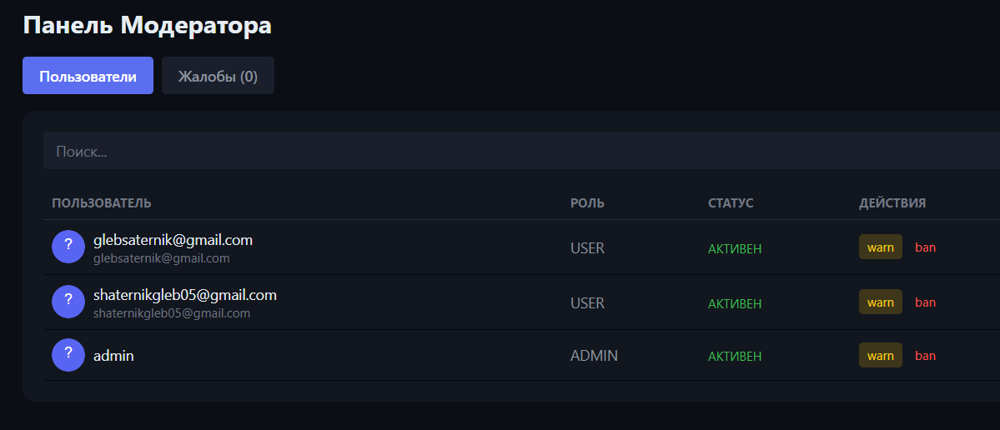 Панель Модератора
Пользователи Жалобы (0)
Поиск...
ПОЛЬЗОВАТЕЛЬ РОЛЬ СТАТУС ДЕЙСТВИЯ
? glebsaternik@gmail.com USER АКТИВЕН warn ban
glebsaternik@gmail.com
? shaternikgleb05@gmail.com USER АКТИВЕН warn ban
shaternikgleb05@gmail.com
? admin ADMIN АКТИВЕН warn ban